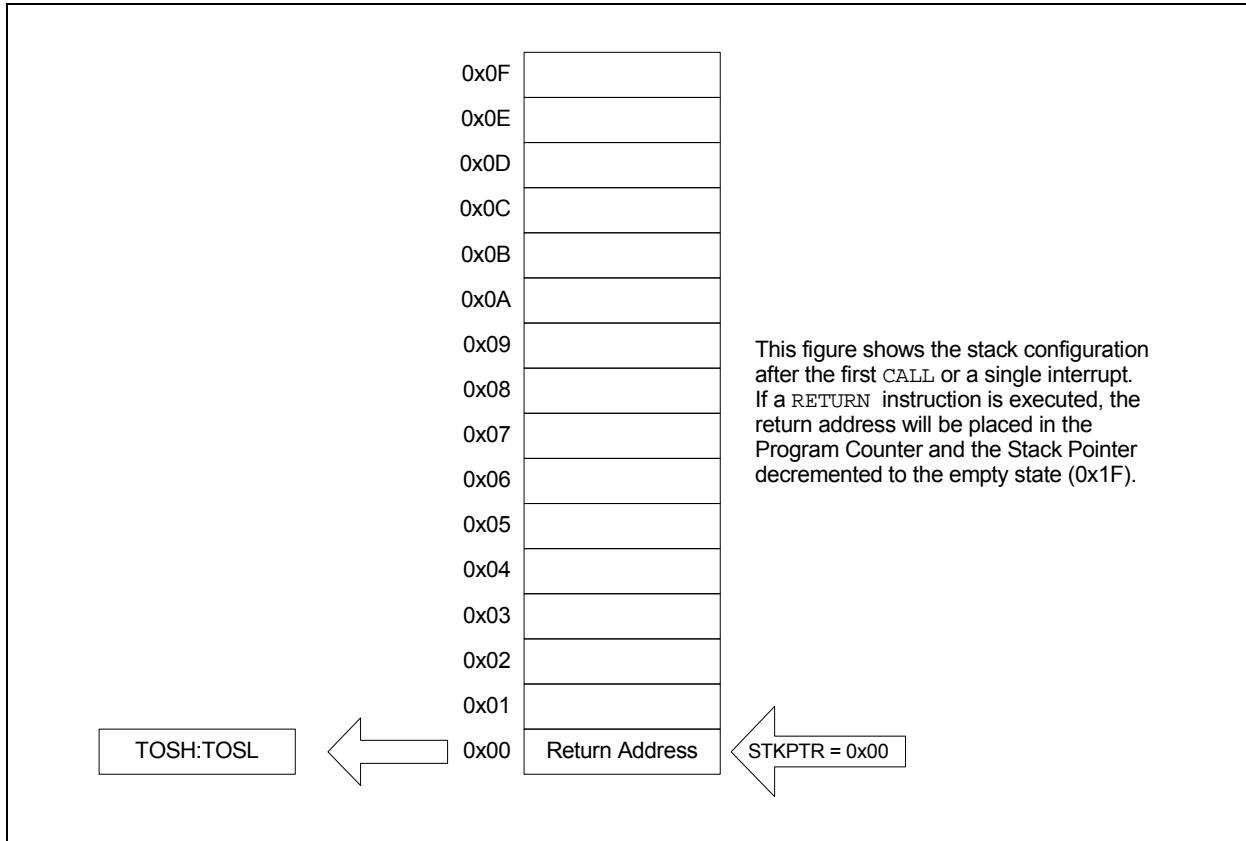 0x0F
0x0E
0x0D
0x0C
0x0B
0x0A
0x09
This figure shows the stack configuration
after the first CALL or a single interrupt.
If a RETURN instruction is executed, the
return address will be placed in the
Program Counter and the Stack Pointer
decremented to the empty state (0x1F).
0x08
0x07
0x06
0x05
0x04
0x03
0x02
0x01
TOSH:TOSL 0x00 Return Address STKPTR = 0x00